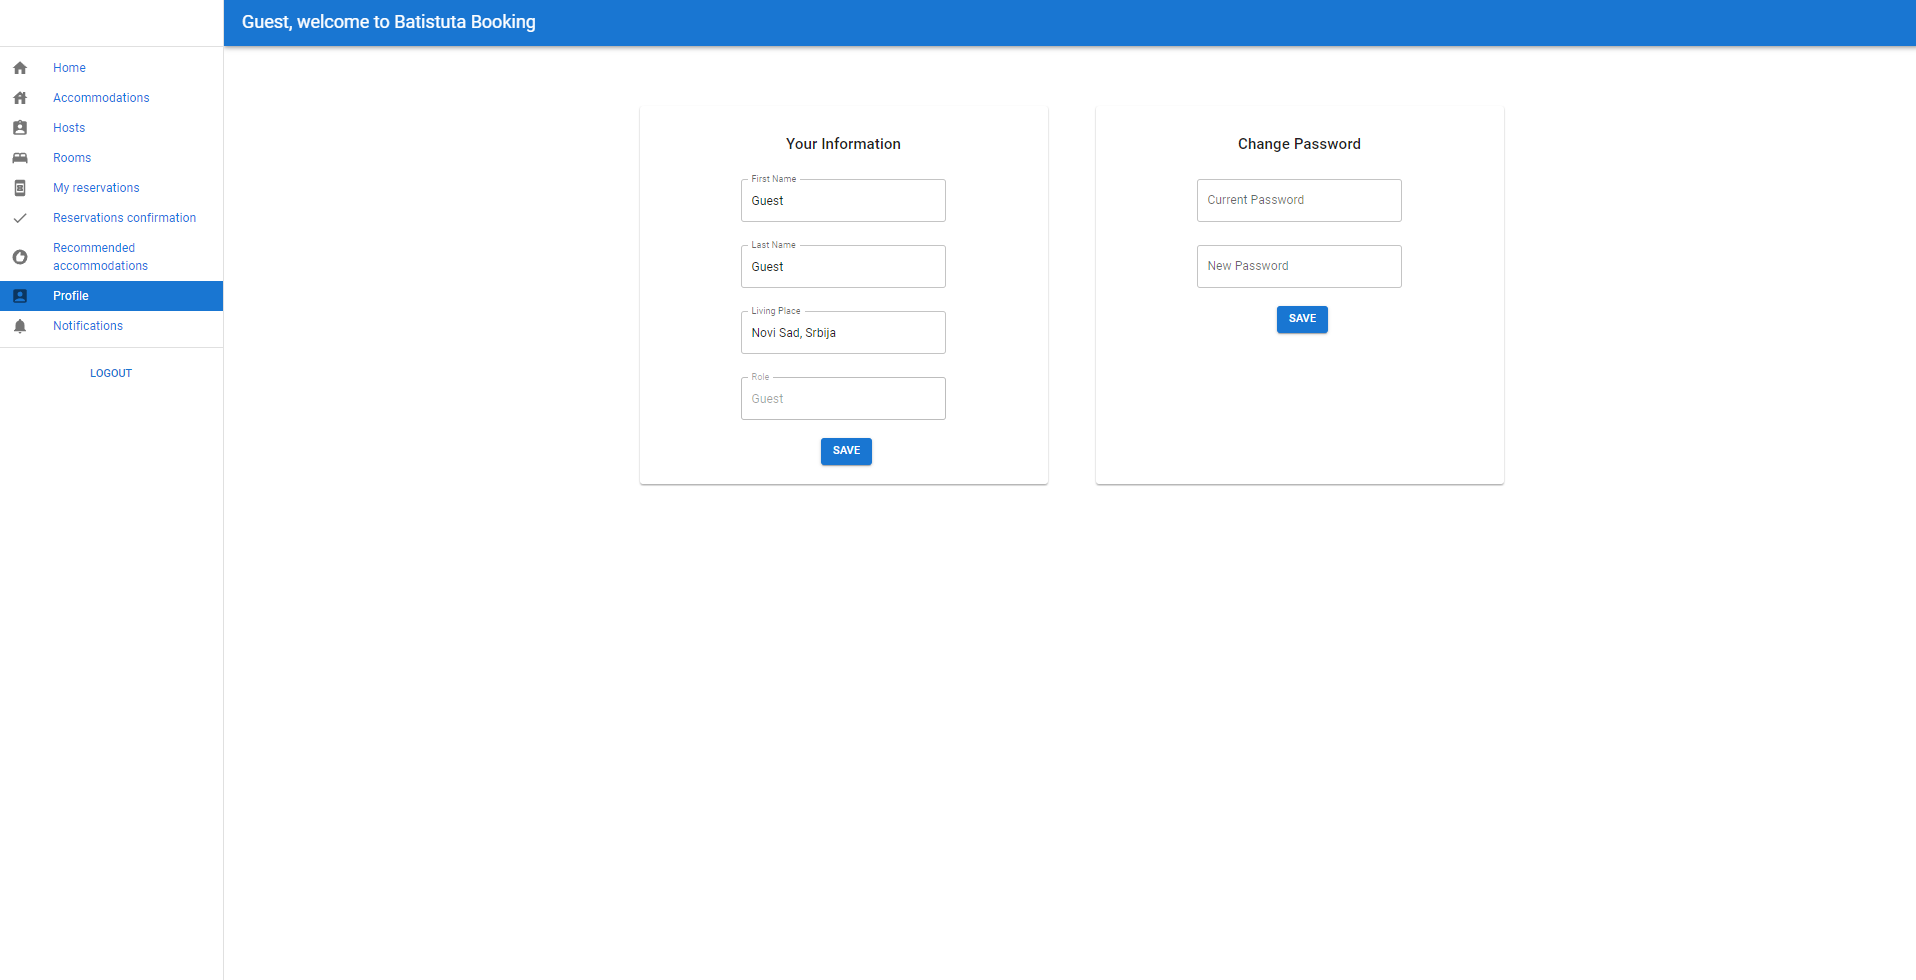 Guest, welcome to Batistuta Booking
Home
Accommodations
Hosts
Rooms
My reservations
Reservations confirmation
Recommended
accommodations
Profile
Notifications
LOGOUT
Your Information
First Name
Guest
Last Name
Guest
Living Place
Novi Sad, Srbija
Role
Guest
SAVE
Change Password
Current Password
New Password
SAVE